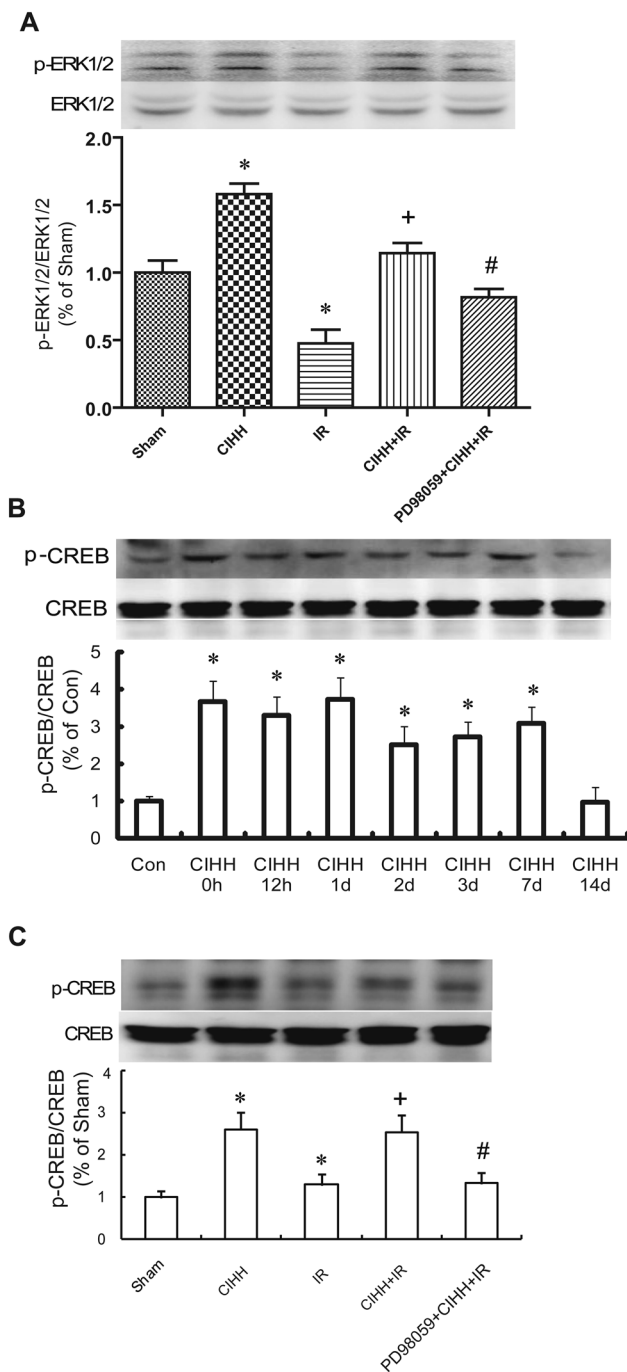 A
p-ERK1/2
ERK1/2
p-ERK1/2/ERK1/2
(% of Sham)
2.0
1.5
1.0
0.5
0.0
*
*
+
#
Sham
CIHH
IR
CIHH+IR
PD98059+CIHH+IR
B
p-CREB
CREB
p-CREB/CREB
(% of Con)
5
4
3
2
1
0
* * * * * *
Con CIHH CIHH CIHH CIHH CIHH CIHH CIHH
0h 12h 1d 2d 3d 7d 14d
C
p-CREB
CREB
p-CREB/CREB
(% of Sham)
4
3
2
1
0
*
*
+
#
Sham
CIHH
IR
CIHH+IR
PD98059+CIHH+IR